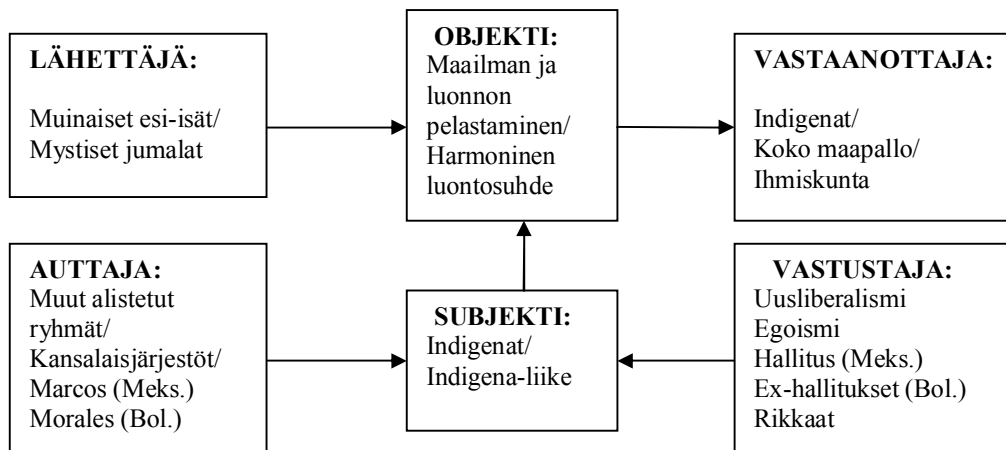 LÄHETTÄJÄ:
Muinaiset esi-isät/
Mystiset jumalat
OBJEKTI:
Maailman ja
luonnon
pelastaminen/
Harmoninen
luontosuhde
VASTAANOTTAJA:
Indigenat/
Koko maapallo/
Ihmiskunta
AUTTAJA:
Muut alistetut
ryhmät/
Kansalaisjärjestöt/
Marcos (Meks.)
Morales (Bol.)
SUBJEKTI:
Indigenat/
Indigena-liike
VASTUSTAJA:
Uusliberalismi
Egoismi
Hallitus (Meks.)
Ex-hallitukset (Bol.)
Rikkaat